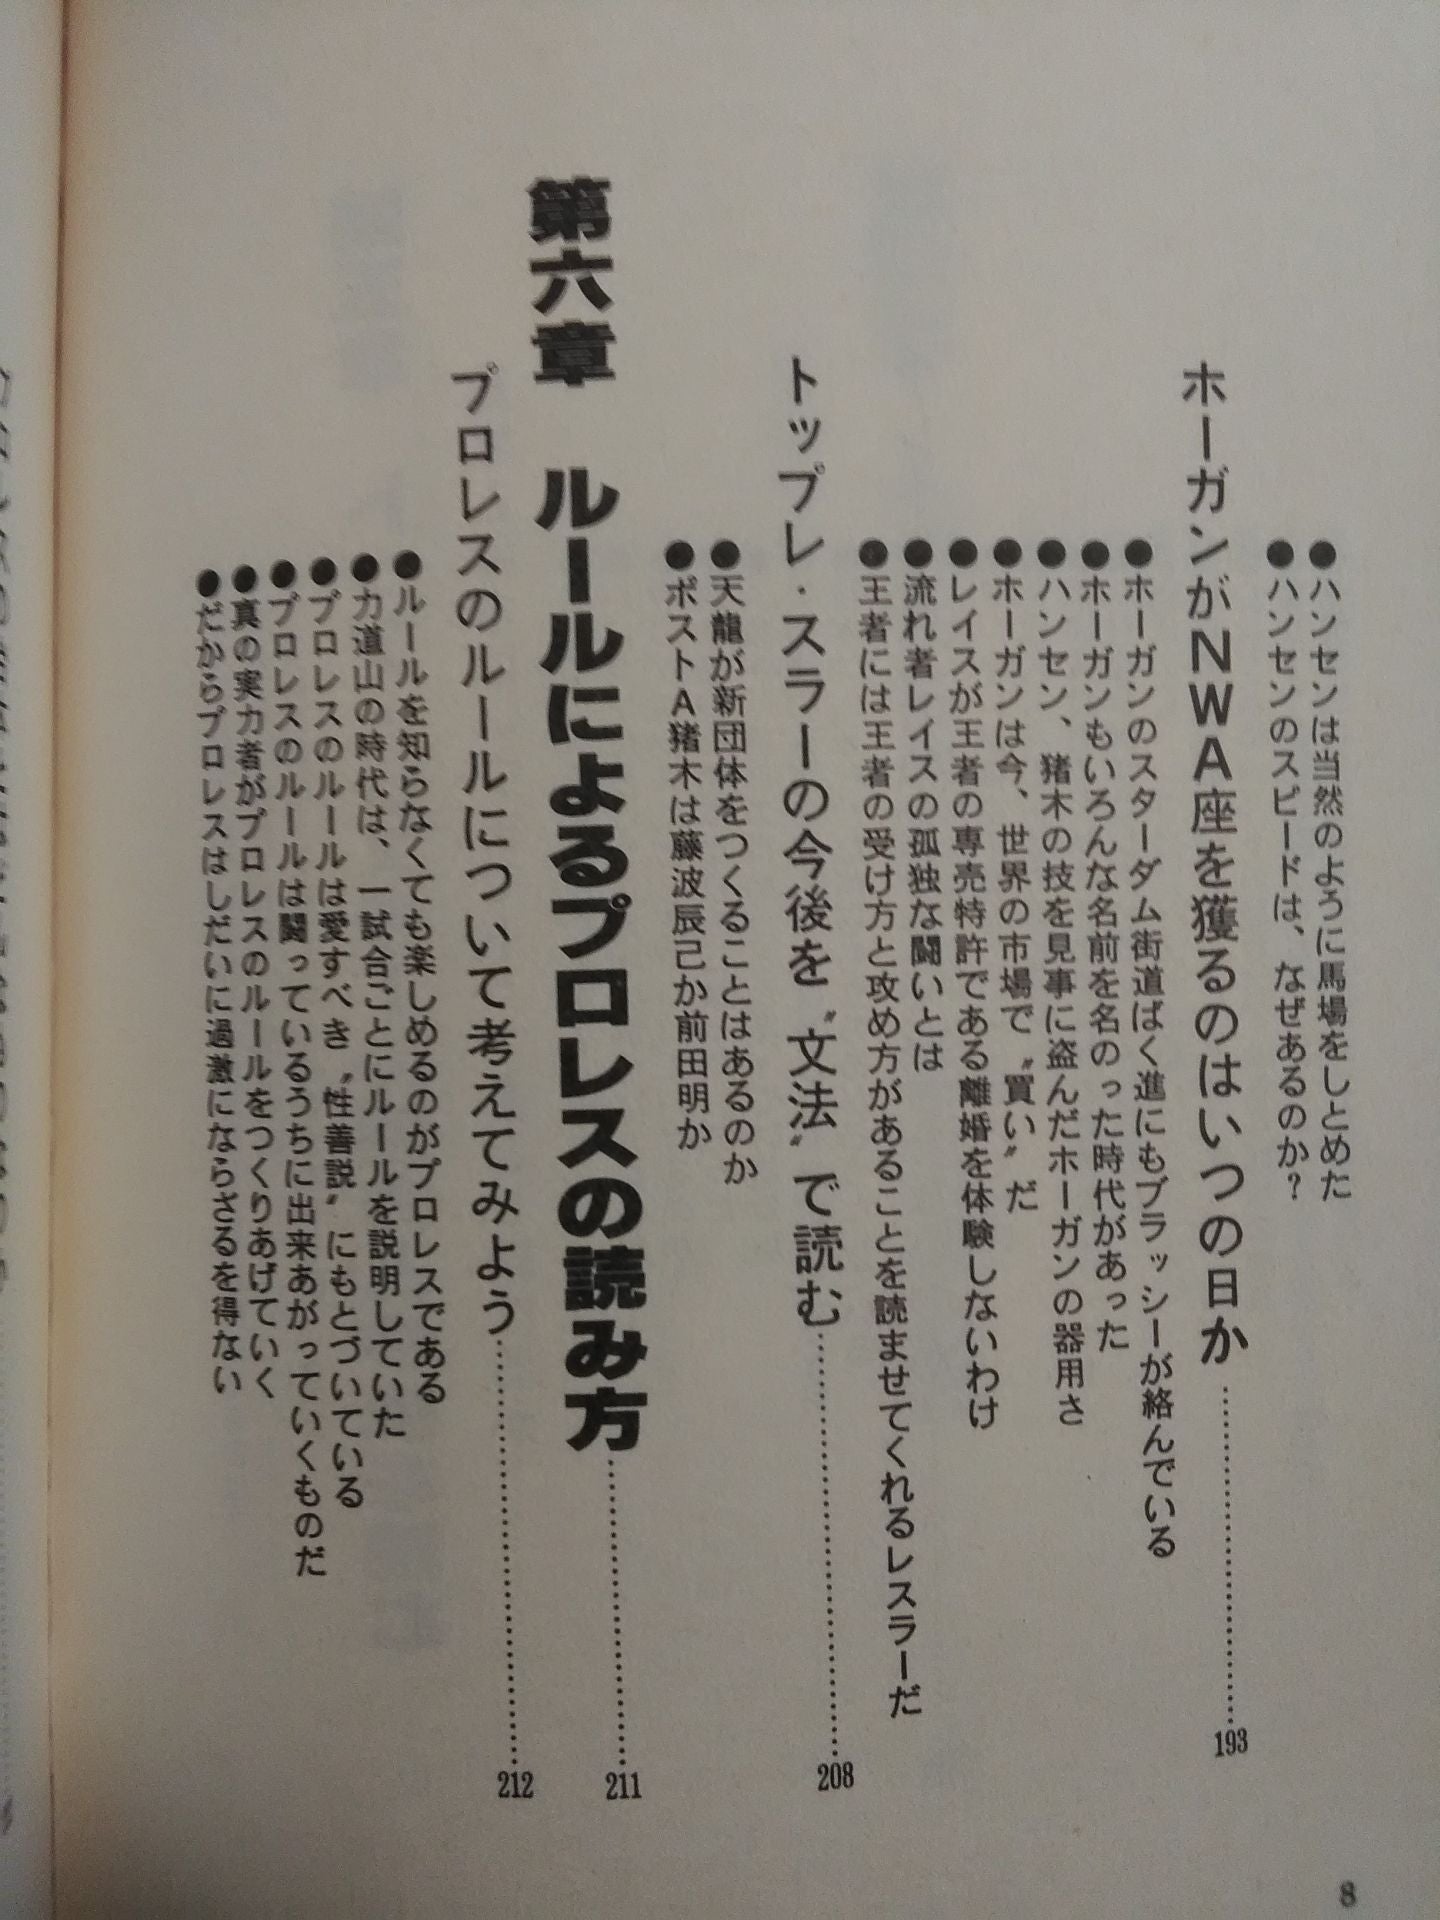 ●ハンセンは当然のように馬場をしとめた
●ハンセンのスピードは、なぜあるのか？
ホーガンがNWA座を獲るのはいつの日か……193
●ホーガンのスターダム街道ばく進にもブラッシーが絡んでいる
●ホーガンもいろんな名前を名のった時代があった
●ハンセン、猪木の技を見事に盗んだホーガンの器用さ
●ホーガンは今、世界の市場で〝買い〟だ
●レイスが王者の専売特許である離婚を体験しないわけ
●流れ者レイスの孤独な闘いとは
●王者には王者の受け方と攻め方があることを読ませてくれるレスラーだ
トップレ・スラーの今後を〝文法〟で読む……208
●天龍が新団体をつくることはあるのか
●ポストA猪木は藤波辰己か前田明か
第六章　ルールによるプロレスの読み方……211
プロレスのルールについて考えてみよう……212
●ルールを知らなくても楽しめるのがプロレスである
●力道山の時代は、一試合ごとにルールを説明していた
●プロレスのルールは愛すべき〝性善説〟にもとづいている
●プロレスのルールは闘っているうちに出来あがっていくものだ
●真の実力者がプロレスのルールをつくりあげていく
●だからプロレスはしだいに過激にならざるを得ない
8